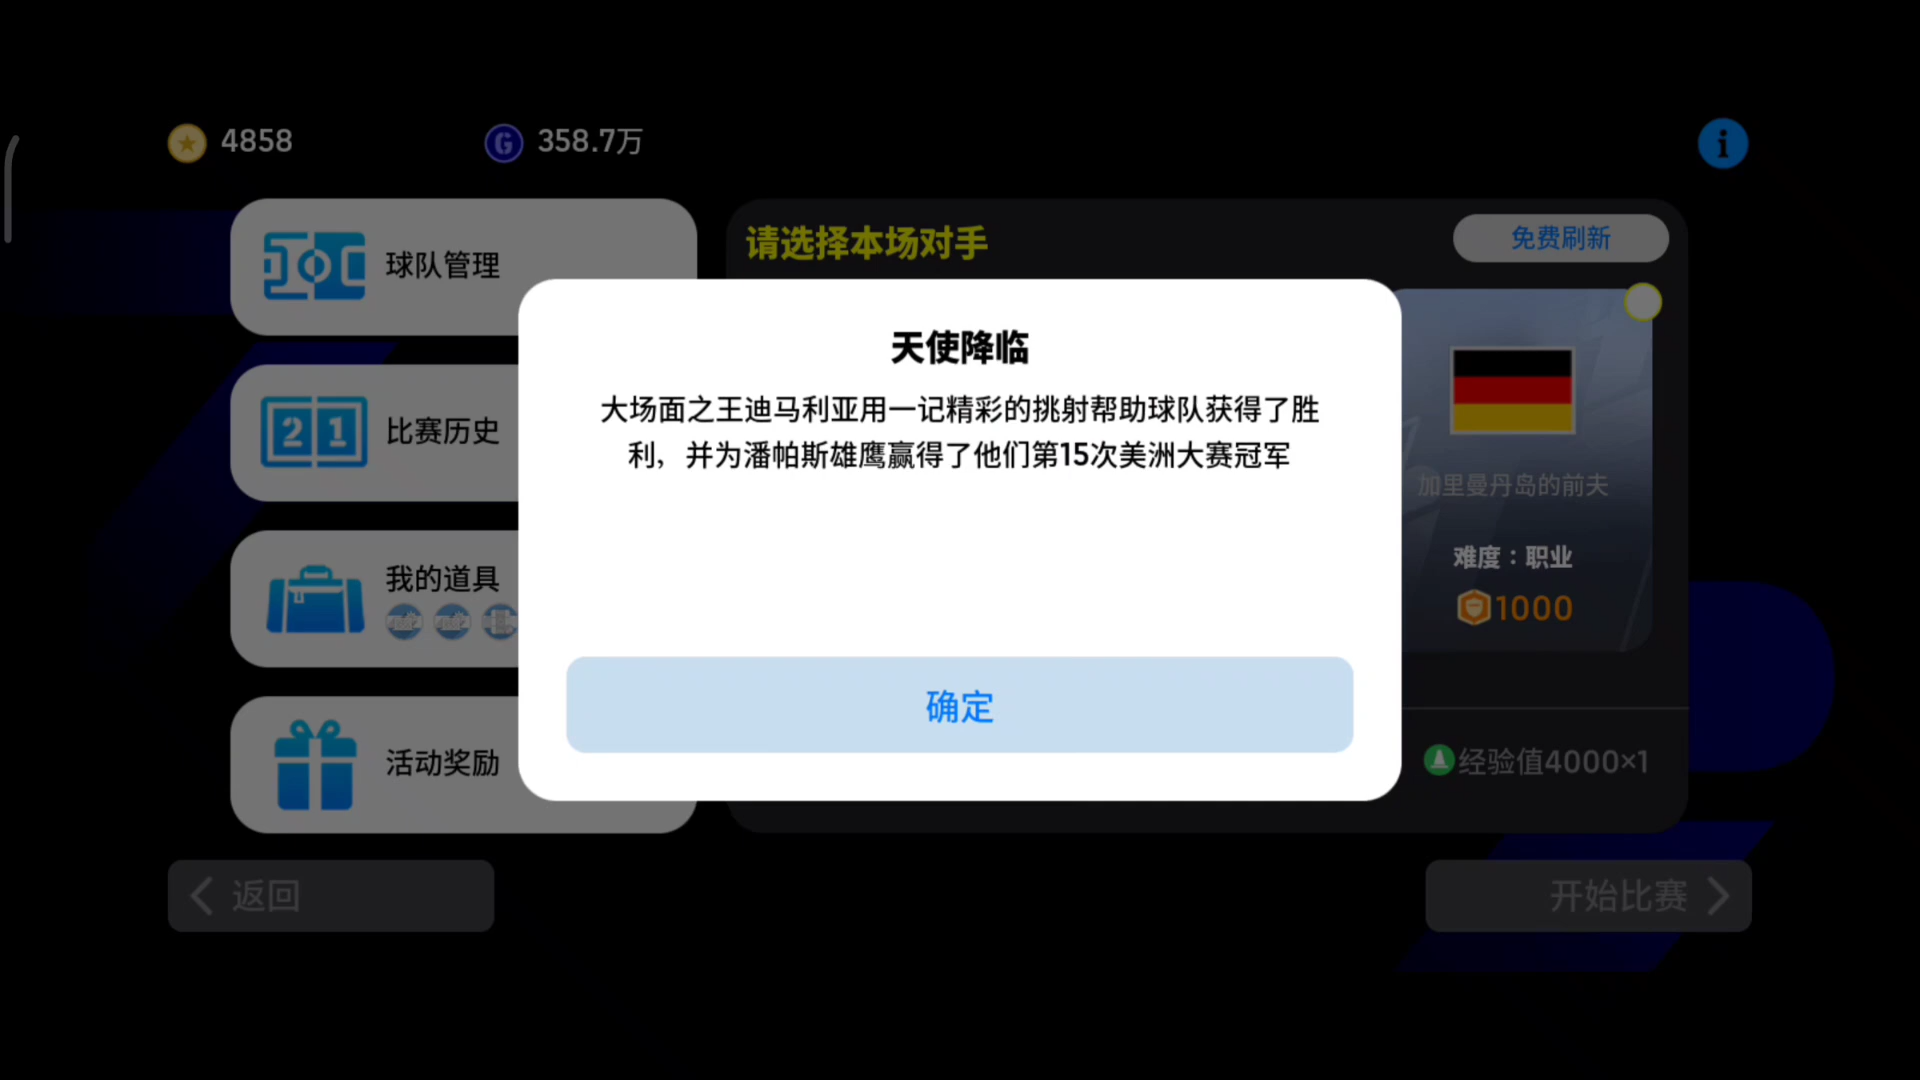 4858
358.7万
球队管理
比赛历史
我的道具
活动奖励
请选择本场对手
免费刷新
天使降临
大场面之王迪马利亚用一记精彩的挑射帮助球队获得了胜
利，并为潘帕斯雄鹰赢得了他们第15次美洲大赛冠军
确定
加里曼丹岛的前夫
难度：职业
1000
经验值4000×1
返回
开始比赛